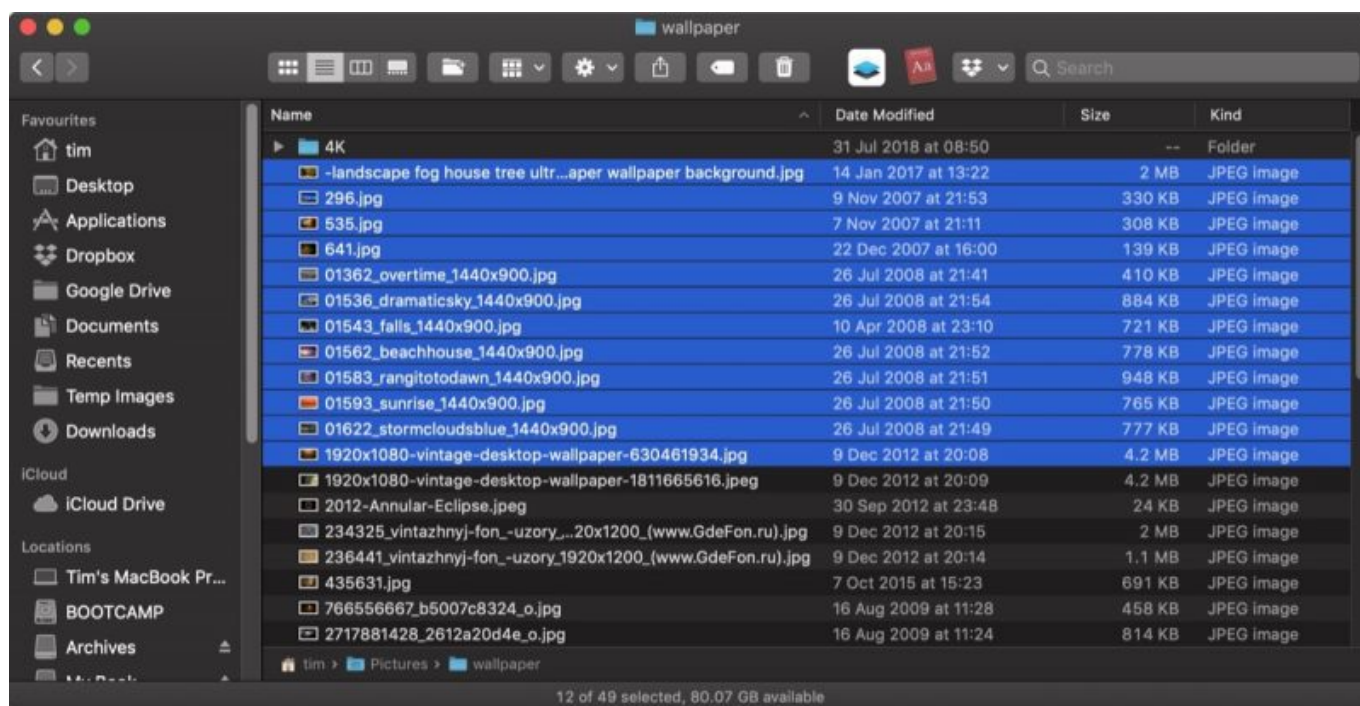 wallpaper
Aa
Search
Favourites
tim
Desktop
Applications
Dropbox
Google Drive
Documents
Recents
Temp Images
Downloads
iCloud
iCloud Drive
Locations
Tim's MacBook Pr...
BOOTCAMP
Archives
Name Date Modified Size Kind
4K 31 Jul 2018 at 08:50 -- Folder
-landscape fog house tree ultr...aper wallpaper background.jpg 14 Jan 2017 at 13:22 2 MB JPEG image
296.jpg 9 Nov 2007 at 21:53 330 KB JPEG image
535.jpg 7 Nov 2007 at 21:11 308 KB JPEG image
641.jpg 22 Dec 2007 at 16:00 139 KB JPEG image
01362_overtime_1440x900.jpg 26 Jul 2008 at 21:41 410 KB JPEG image
01536_dramaticsky_1440x900.jpg 26 Jul 2008 at 21:54 884 KB JPEG image
01543_falls_1440x900.jpg 10 Apr 2008 at 23:10 721 KB JPEG image
01562_beachhouse_1440x900.jpg 26 Jul 2008 at 21:52 778 KB JPEG image
01583_rangitotodawn_1440x900.jpg 26 Jul 2008 at 21:51 948 KB JPEG image
01593_sunrise_1440x900.jpg 26 Jul 2008 at 21:50 765 KB JPEG image
01622_stormcloudsblue_1440x900.jpg 26 Jul 2008 at 21:49 777 KB JPEG image
1920x1080-vintage-desktop-wallpaper-630461934.jpg 9 Dec 2012 at 20:08 4.2 MB JPEG image
1920x1080-vintage-desktop-wallpaper-1811665616.jpeg 9 Dec 2012 at 20:09 4.2 MB JPEG image
2012-Annular-Eclipse.jpeg 30 Sep 2012 at 23:48 24 KB JPEG image
234325_vintazhnyj-fon_-uzory_...20x1200_(www.GdeFon.ru).jpg 9 Dec 2012 at 20:15 2 MB JPEG image
236441_vintazhnyj-fon_-uzory_1920x1200_(www.GdeFon.ru).jpg 9 Dec 2012 at 20:14 1.1 MB JPEG image
435631.jpg 7 Oct 2015 at 15:23 691 KB JPEG image
766556667_b5007c8324_o.jpg 16 Aug 2009 at 11:28 458 KB JPEG image
2717881428_2612a20d4e_o.jpg 16 Aug 2009 at 11:24 814 KB JPEG image
tim › Pictures › wallpaper
12 of 49 selected, 80.07 GB available